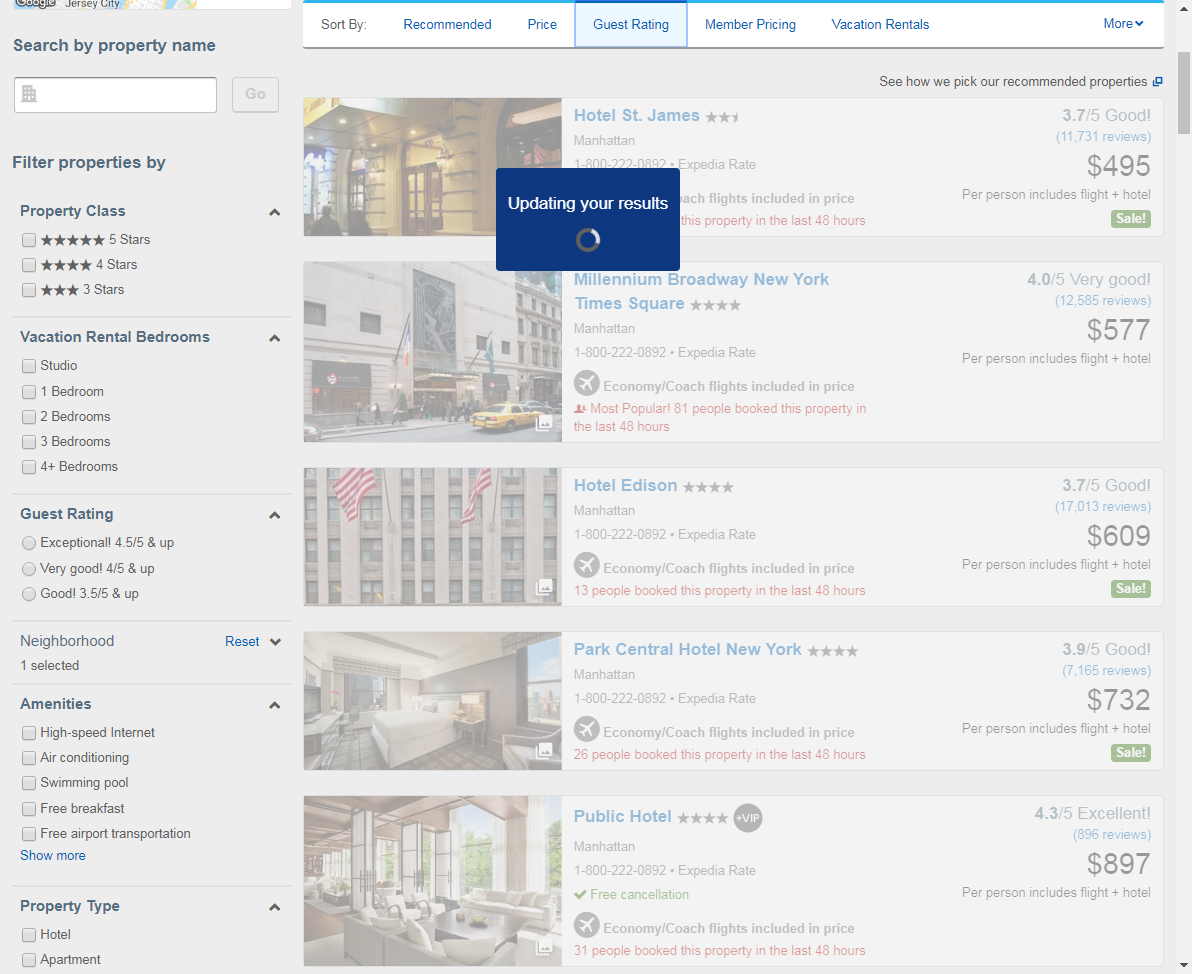 Google
Jersey City
Search by property name
Go
Filter properties by
Property Class
5 Stars
4 Stars
3 Stars
Vacation Rental Bedrooms
Studio
1 Bedroom
2 Bedrooms
3 Bedrooms
4+ Bedrooms
Guest Rating
Exceptional! 4.5/5 & up
Very good! 4/5 & up
Good! 3.5/5 & up
Neighborhood Reset
1 selected
Amenities
High-speed Internet
Air conditioning
Swimming pool
Free breakfast
Free airport transportation
Show more
Property Type
Hotel
Apartment
Sort By: Recommended Price Guest Rating Member Pricing Vacation Rentals More
See how we pick our recommended properties
Hotel St. James
Manhattan
1-800-222-0892 • Expedia Rate
Coach flights included in price
this property in the last 48 hours
3.7/5 Good!
(11,731 reviews)
$495
Per person includes flight + hotel
Sale!
Updating your results
Millennium Broadway New York
Times Square
Manhattan
1-800-222-0892 • Expedia Rate
Economy/Coach flights included in price
Most Popular! 81 people booked this property in
the last 48 hours
4.0/5 Very good!
(12,585 reviews)
$577
Per person includes flight + hotel
Hotel Edison
Manhattan
1-800-222-0892 • Expedia Rate
Economy/Coach flights included in price
13 people booked this property in the last 48 hours
3.7/5 Good!
(17,013 reviews)
$609
Per person includes flight + hotel
Sale!
Park Central Hotel New York
Manhattan
1-800-222-0892 • Expedia Rate
Economy/Coach flights included in price
26 people booked this property in the last 48 hours
3.9/5 Good!
(7,165 reviews)
$732
Per person includes flight + hotel
Sale!
Public Hotel +VIP
Manhattan
1-800-222-0892 • Expedia Rate
Free cancellation
Economy/Coach flights included in price
31 people booked this property in the last 48 hours
4.3/5 Excellent!
(896 reviews)
$897
Per person includes flight + hotel